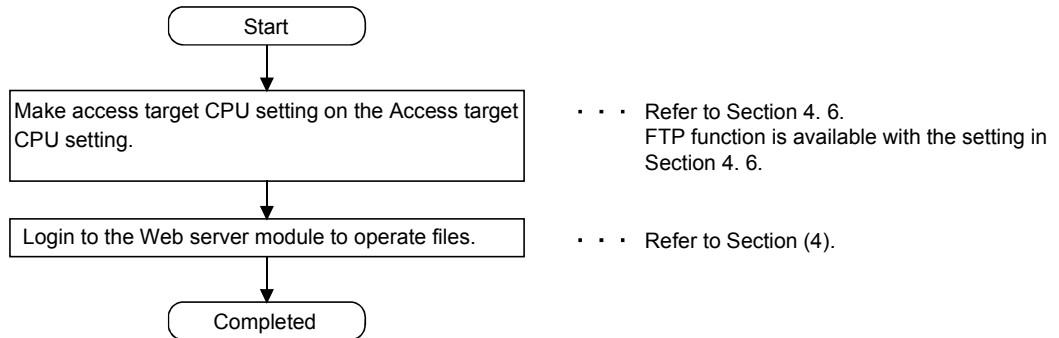 Start
Make access target CPU setting on the Access target
CPU setting.
・・・ Refer to Section 4. 6.
FTP function is available with the setting in
Section 4. 6.
Login to the Web server module to operate files.
・・・ Refer to Section (4).
Completed